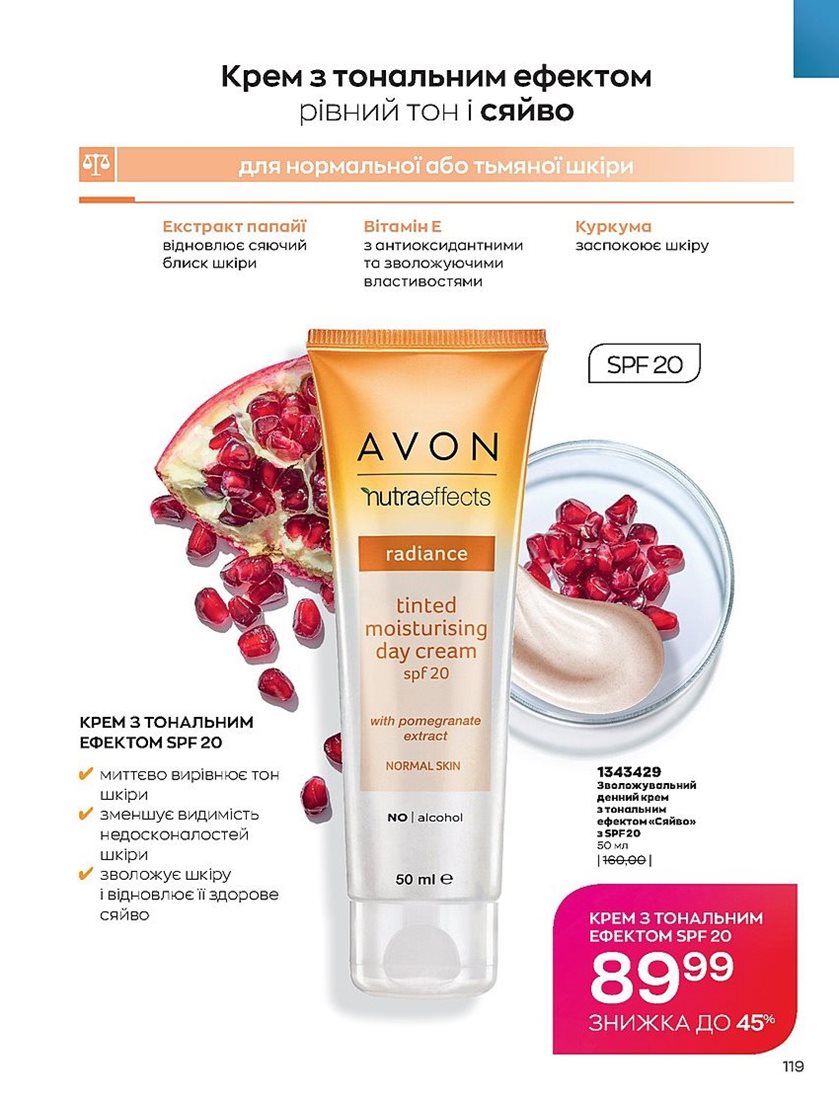 Крем з тональним ефектом
рівний тон і сяйво
для нормальної або тьмяної шкіри
Екстракт папайї
відновлює сяючий
блиск шкіри
Вітамін Е
з антиоксидантними
та зволожуючими
властивостями
Куркума
заспокоює шкіру
SPF 20
AVON
nutraeffects
radiance
tinted
moisturising
day cream
spf 20
with pomegranate
extract
NORMAL SKIN
NO | alcohol
50 ml e
КРЕМ З ТОНАЛЬНИМ
ЕФЕКТОМ SPF 20
миттєво вирівнює тон
шкіри
зменшує видимість
недосконалостей
шкіри
зволожує шкіру
і відновлює її здорове
сяйво
1343429
Зволожувальний
денний крем
з тональним
ефектом «Сяйво»
з SPF20
50 мл
| 160,00 |
КРЕМ З ТОНАЛЬНИМ
ЕФЕКТОМ SPF 20
89⁹⁹
ЗНИЖКА ДО 45%
119